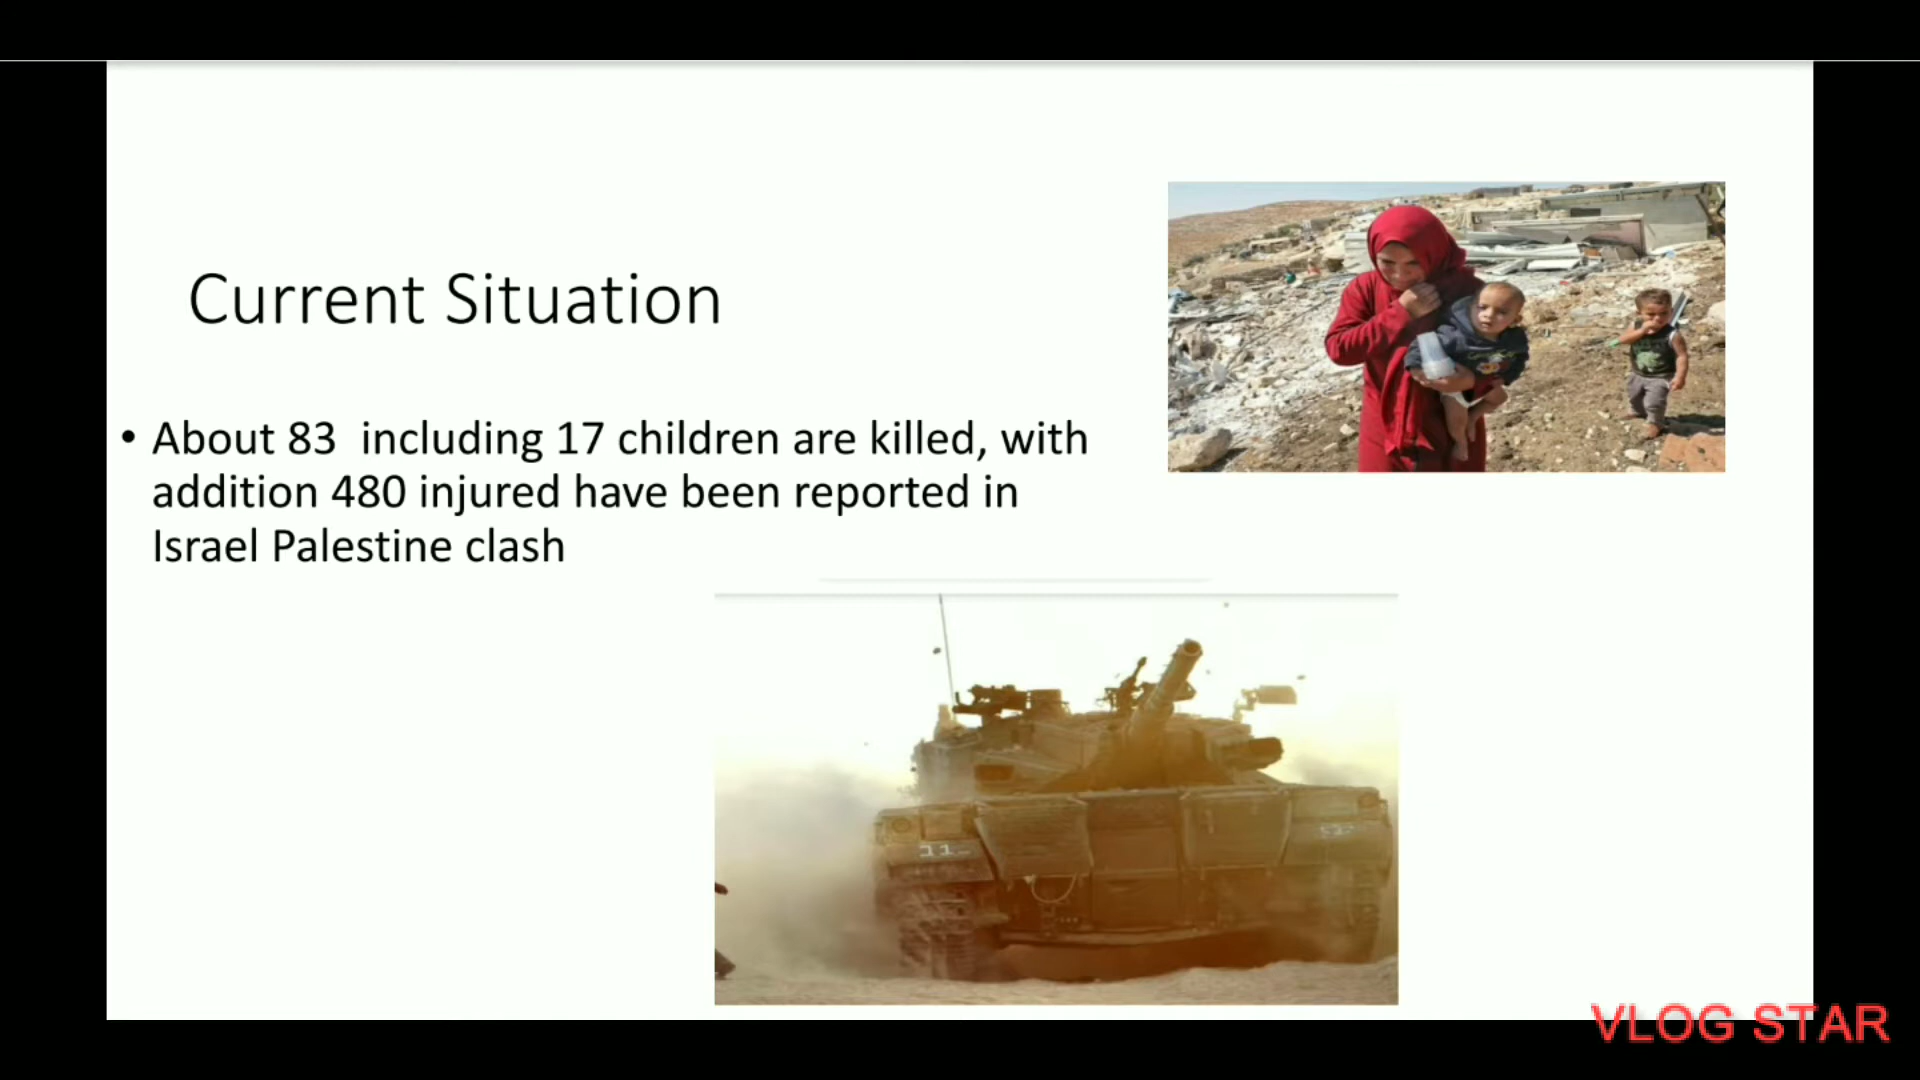 Current Situation
• About 83  including 17 children are killed, with
addition 480 injured have been reported in
Israel Palestine clash
11
VLOG STAR